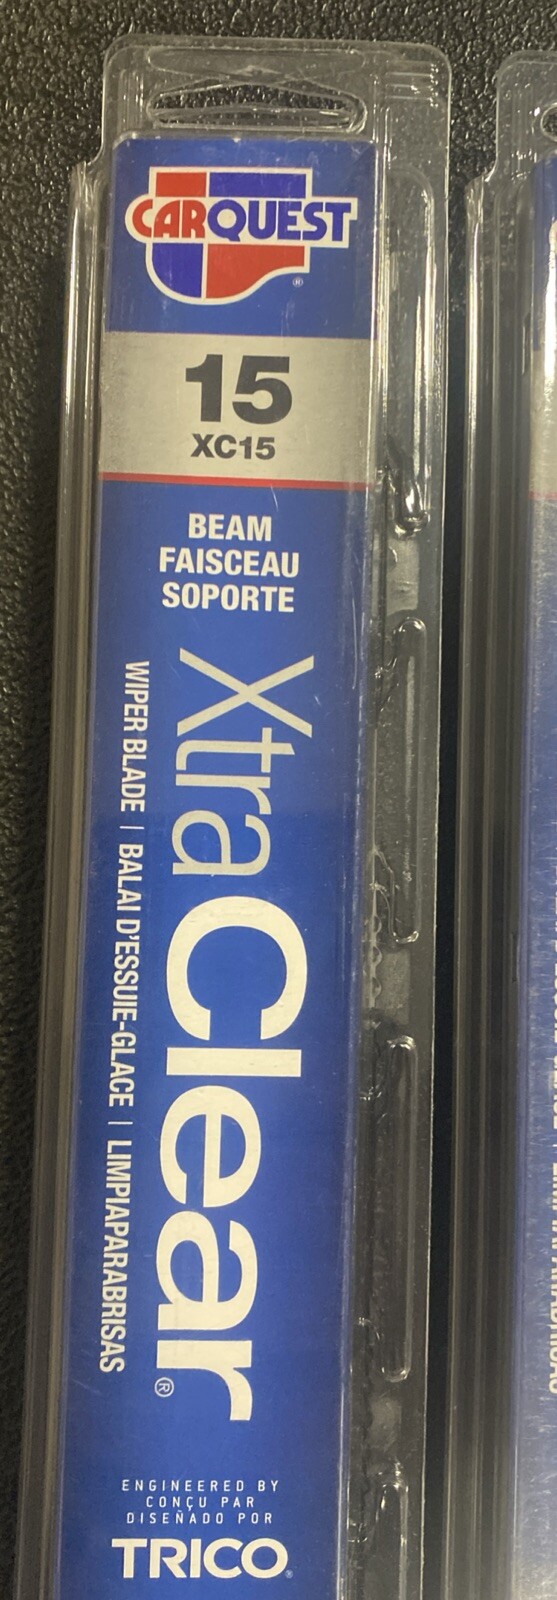 CARQUEST®
15
XC15
BEAM
FAISCEAU
SOPORTE
XtraClear®
WIPER BLADE | BALAI D'ESSUIE-GLACE | LIMPIAPARABRISAS
ENGINEERED BY
CONÇU PAR
DISEÑADO POR
TRICO®